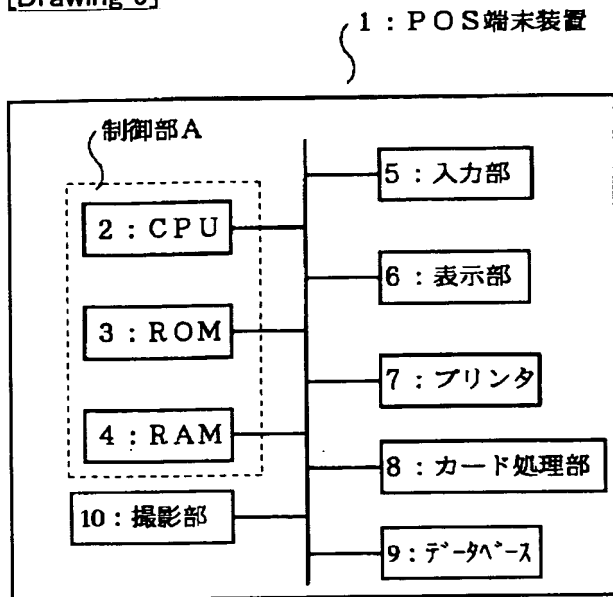 1：POS端末装置
制御部A
2：CPU
3：ROM
4：RAM
10：撮影部
5：入力部
6：表示部
7：プリンタ
8：カード処理部
9：データベース